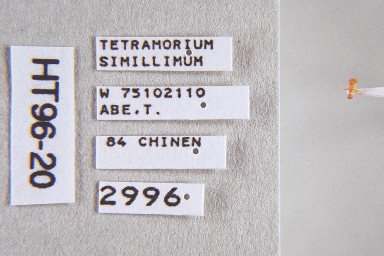 HT96-20
TETRAMORIUM
SIMILLIMUM
W 75102110
ABE,T.
84 CHINEN
2996